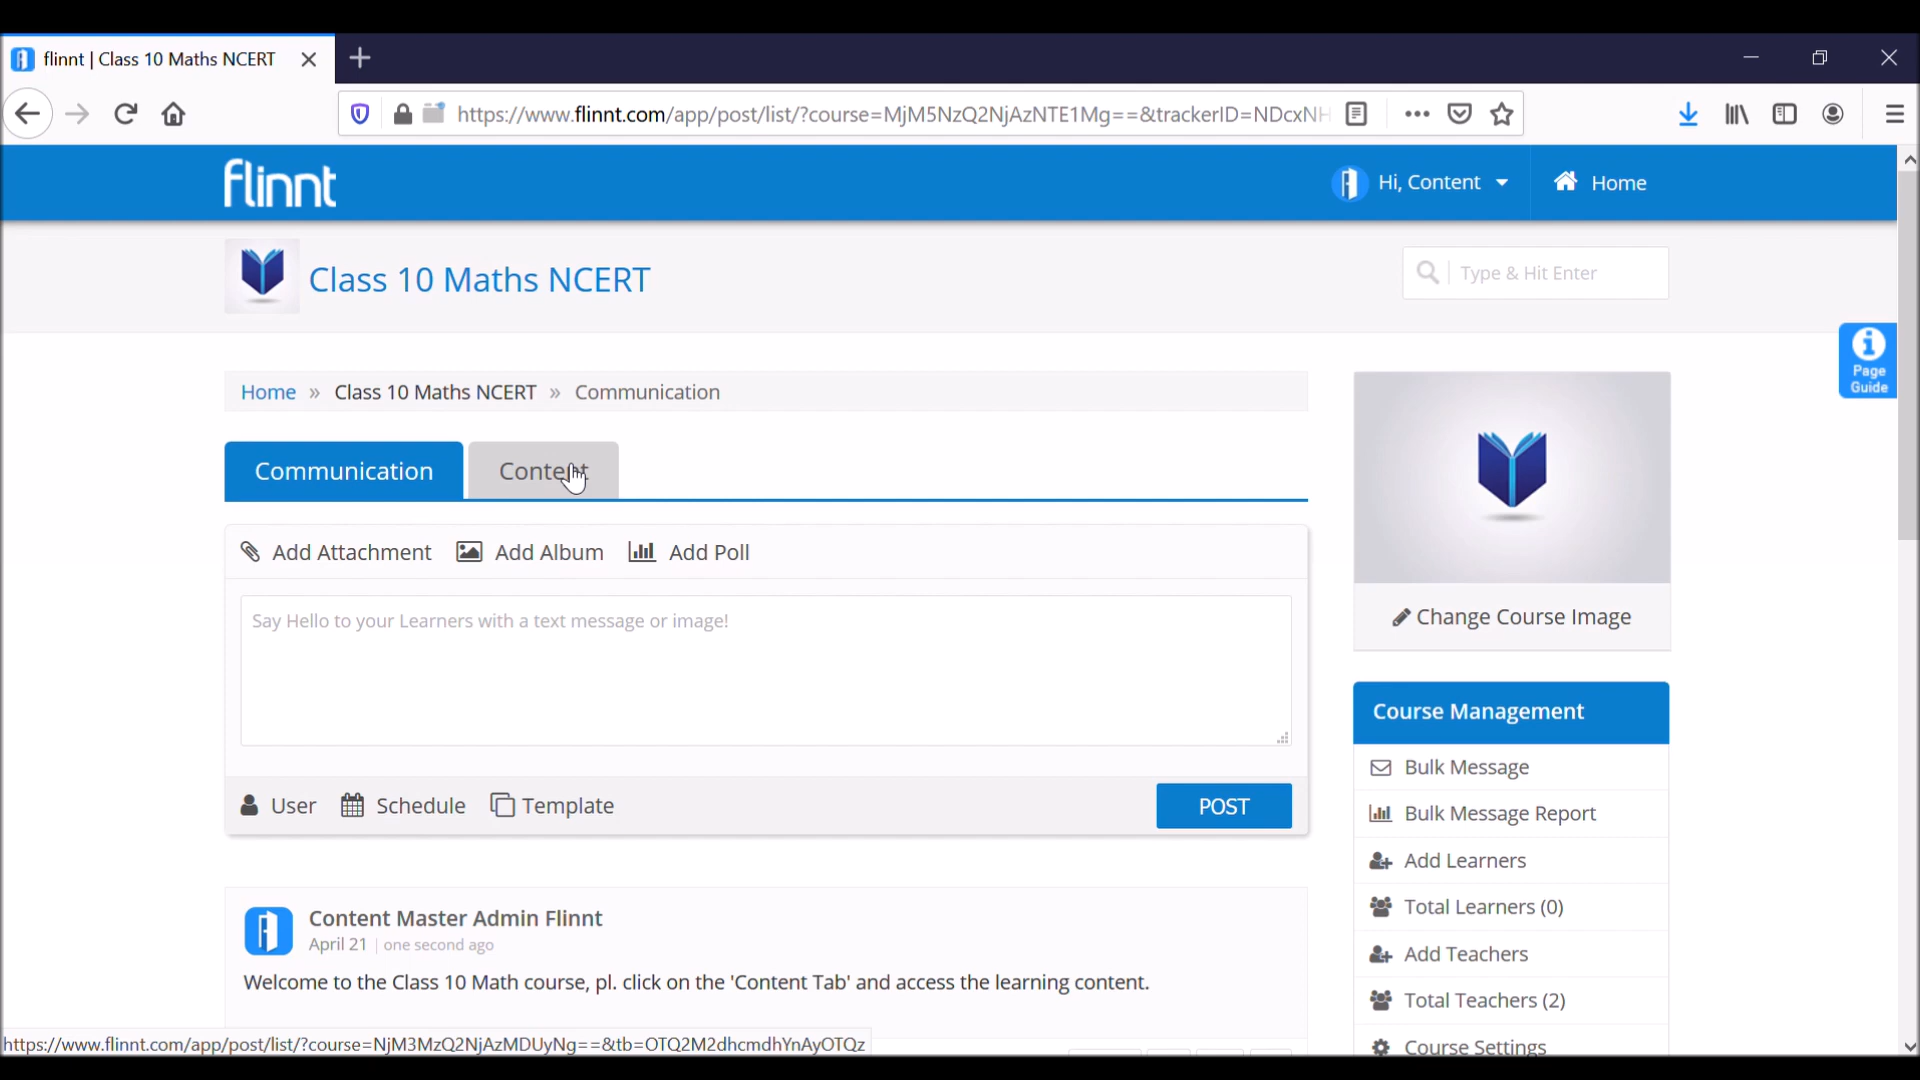 flinnt | Class 10 Maths NCERT
https://www.flinnt.com/app/post/list/?course=MjM5NzQ2NjAzNTE1Mg==&trackerID=NDcxNH
flinnt
Hi, Content
Home
Class 10 Maths NCERT
Type & Hit Enter
Page
Guide
Home » Class 10 Maths NCERT » Communication
Communication
Content
Add Attachment
Add Album
Add Poll
Say Hello to your Learners with a text message or image!
Change Course Image
User
Schedule
Template
POST
Course Management
Bulk Message
Bulk Message Report
Add Learners
Total Learners (0)
Add Teachers
Total Teachers (2)
Course Settings
Content Master Admin Flinnt
April 21 | one second ago
Welcome to the Class 10 Math course, pl. click on the 'Content Tab' and access the learning content.
https://www.flinnt.com/app/post/list/?course=NjM3MzQ2NjAzMDUyNg==&tb=OTQ2M2dhcmdhYnAyOTQz